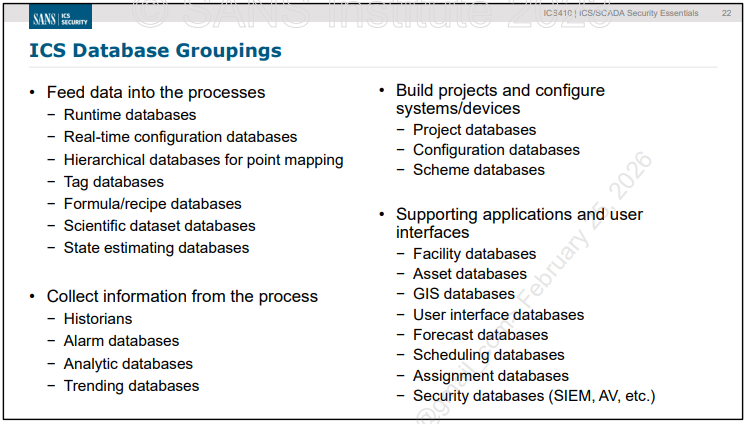 © SANS Institute 2026
SANS ICS SECURITY
ICS410 | ICS/SCADA Security Essentials 22
ICS Database Groupings
• Feed data into the processes
− Runtime databases
− Real-time configuration databases
− Hierarchical databases for point mapping
− Tag databases
− Formula/recipe databases
− Scientific dataset databases
− State estimating databases
• Collect information from the process
− Historians
− Alarm databases
− Analytic databases
− Trending databases
• Build projects and configure
systems/devices
− Project databases
− Configuration databases
− Scheme databases
• Supporting applications and user
interfaces
− Facility databases
− Asset databases
− GIS databases
− User interface databases
− Forecast databases
− Scheduling databases
− Assignment databases
− Security databases (SIEM, AV, etc.)
February 25, 2026